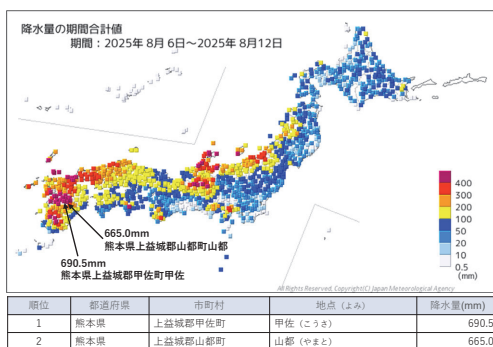 降水量の期間合計値
期間：2025年8月6日～2025年8月12日
400
300
200
100
50
20
10
0.5
(mm)
665.0mm
熊本県上益城郡山都町山都
690.5mm
熊本県上益城郡甲佐町甲佐
All Rights Reserved, Copyright(C) Japan Meteorological Agency
順位 都道府県 市町村 地点（よみ） 降水量(mm)
1 熊本県 上益城郡甲佐町 甲佐（こうさ） 690.5
2 熊本県 上益城郡山都町 山都（やまと） 665.0